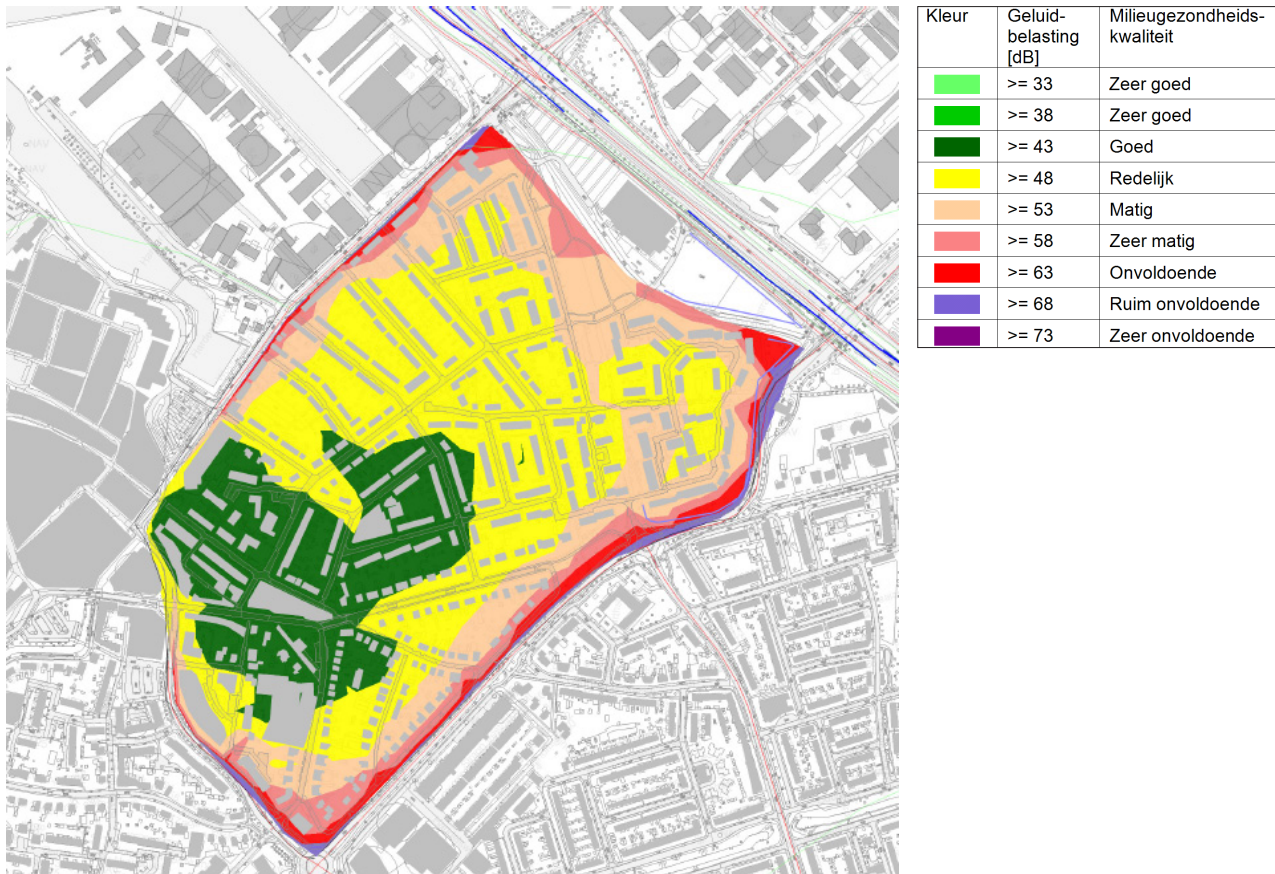 Kleur Geluid- Milieugezondheids-
belasting kwaliteit
[dB]
>= 33 Zeer goed
>= 38 Zeer goed
>= 43 Goed
>= 48 Redelijk
>= 53 Matig
>= 58 Zeer matig
>= 63 Onvoldoende
>= 68 Ruim onvoldoende
>= 73 Zeer onvoldoende